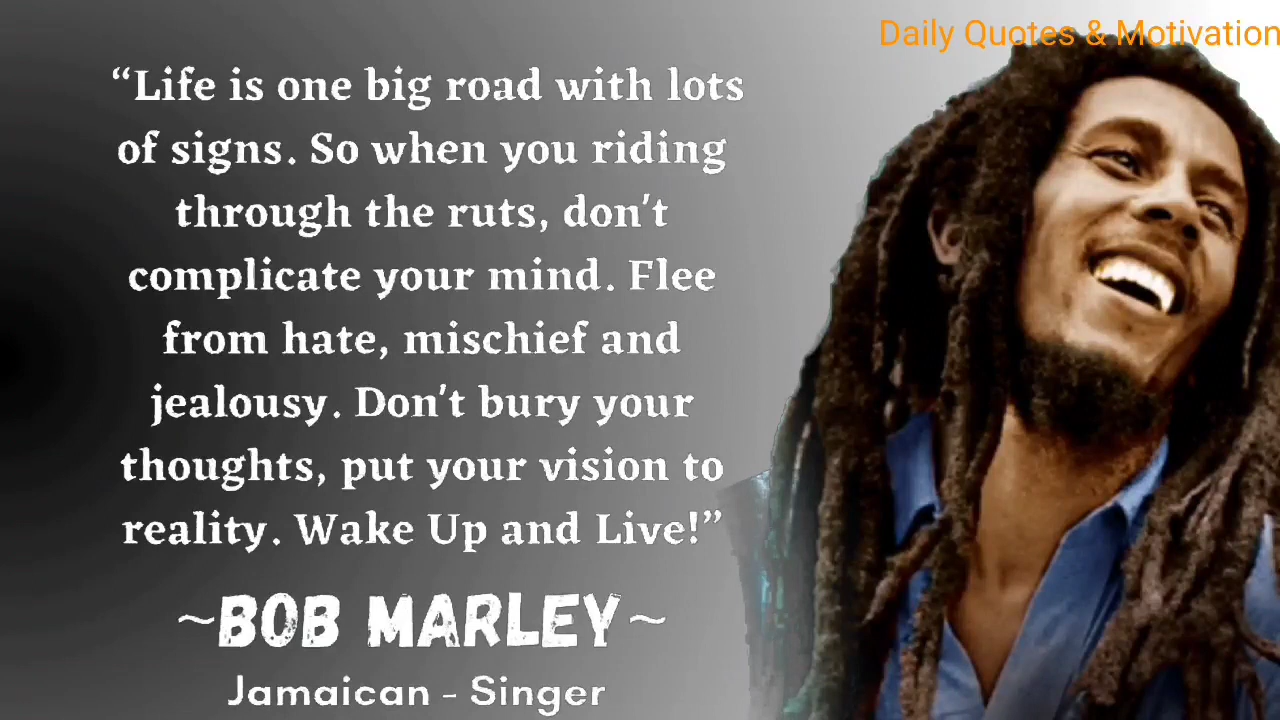 Daily Quotes & Motivation
“Life is one big road with lots
of signs. So when you riding
through the ruts, don't
complicate your mind. Flee
from hate, mischief and
jealousy. Don't bury your
thoughts, put your vision to
reality. Wake Up and Live!”
~BOB MARLEY~
Jamaican - Singer